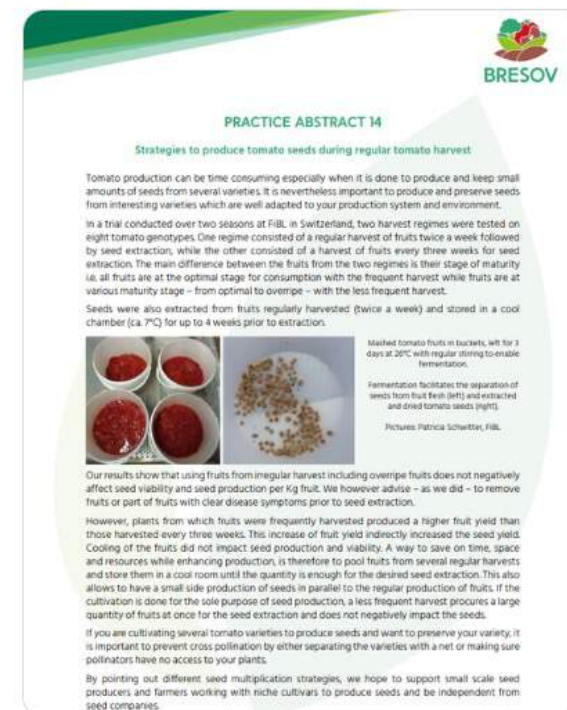 BRESOV
PRACTICE ABSTRACT 14
Strategies to produce tomato seeds during regular tomato harvest
Tomato production can be time consuming especially when it is done to produce and keep small
amounts of seeds from several varieties. It is nevertheless important to produce and preserve seeds
from interesting varieties which are well adapted to your production system and environment.
In a trial conducted over two seasons at FiBL in Switzerland, two harvest regimes were tested on
eight tomato genotypes. One regime consisted of a regular harvest of fruits twice a week followed
by seed extraction, while the other consisted of a harvest of fruits every three weeks for seed
extraction. The main difference between the fruits from the two regimes is their stage of maturity
i.e. all fruits are at the optimal stage for consumption with the frequent harvest while fruits are at
various maturity stage – from optimal to overripe – with the less frequent harvest.
Seeds were also extracted from fruits regularly harvested (twice a week) and stored in a cool
chamber (ca. 7°C) for up to 4 weeks prior to extraction.
Mashed tomato fruits in buckets, left for 3
days at 26°C with regular stirring to enable
fermentation.
Fermentation facilitates the separation of
seeds from fruit flesh (left) and extracted
and dried tomato seeds (right).
Pictures: Patricia Schwitter, FiBL
Our results show that using fruits from irregular harvest including overripe fruits does not negatively
affect seed viability and seed production per Kg fruit. We however advise – as we did – to remove
fruits or part of fruits with clear disease symptoms prior to seed extraction.
However, plants from which fruits were frequently harvested produced a higher fruit yield than
those harvested every three weeks. This increase of fruit yield indirectly increased the seed yield.
Cooling of the fruits did not impact seed production and viability. A way to save on time, space
and resources while enhancing production, is therefore to pool fruits from several regular harvests
and store them in a cool room until the quantity is enough for the desired seed extraction. This also
allows to have a small side production of seeds in parallel to the regular production of fruits. If the
cultivation is done for the sole purpose of seed production, a less frequent harvest procures a large
quantity of fruits at once for the seed extraction and does not negatively impact the seeds.
If you are cultivating several tomato varieties to produce seeds and want to preserve your variety, it
is important to prevent cross pollination by either separating the varieties with a net or making sure
pollinators have no access to your plants.
By pointing out different seed multiplication strategies, we hope to support small scale seed
producers and farmers working with niche cultivars to produce seeds and be independent from
seed companies.